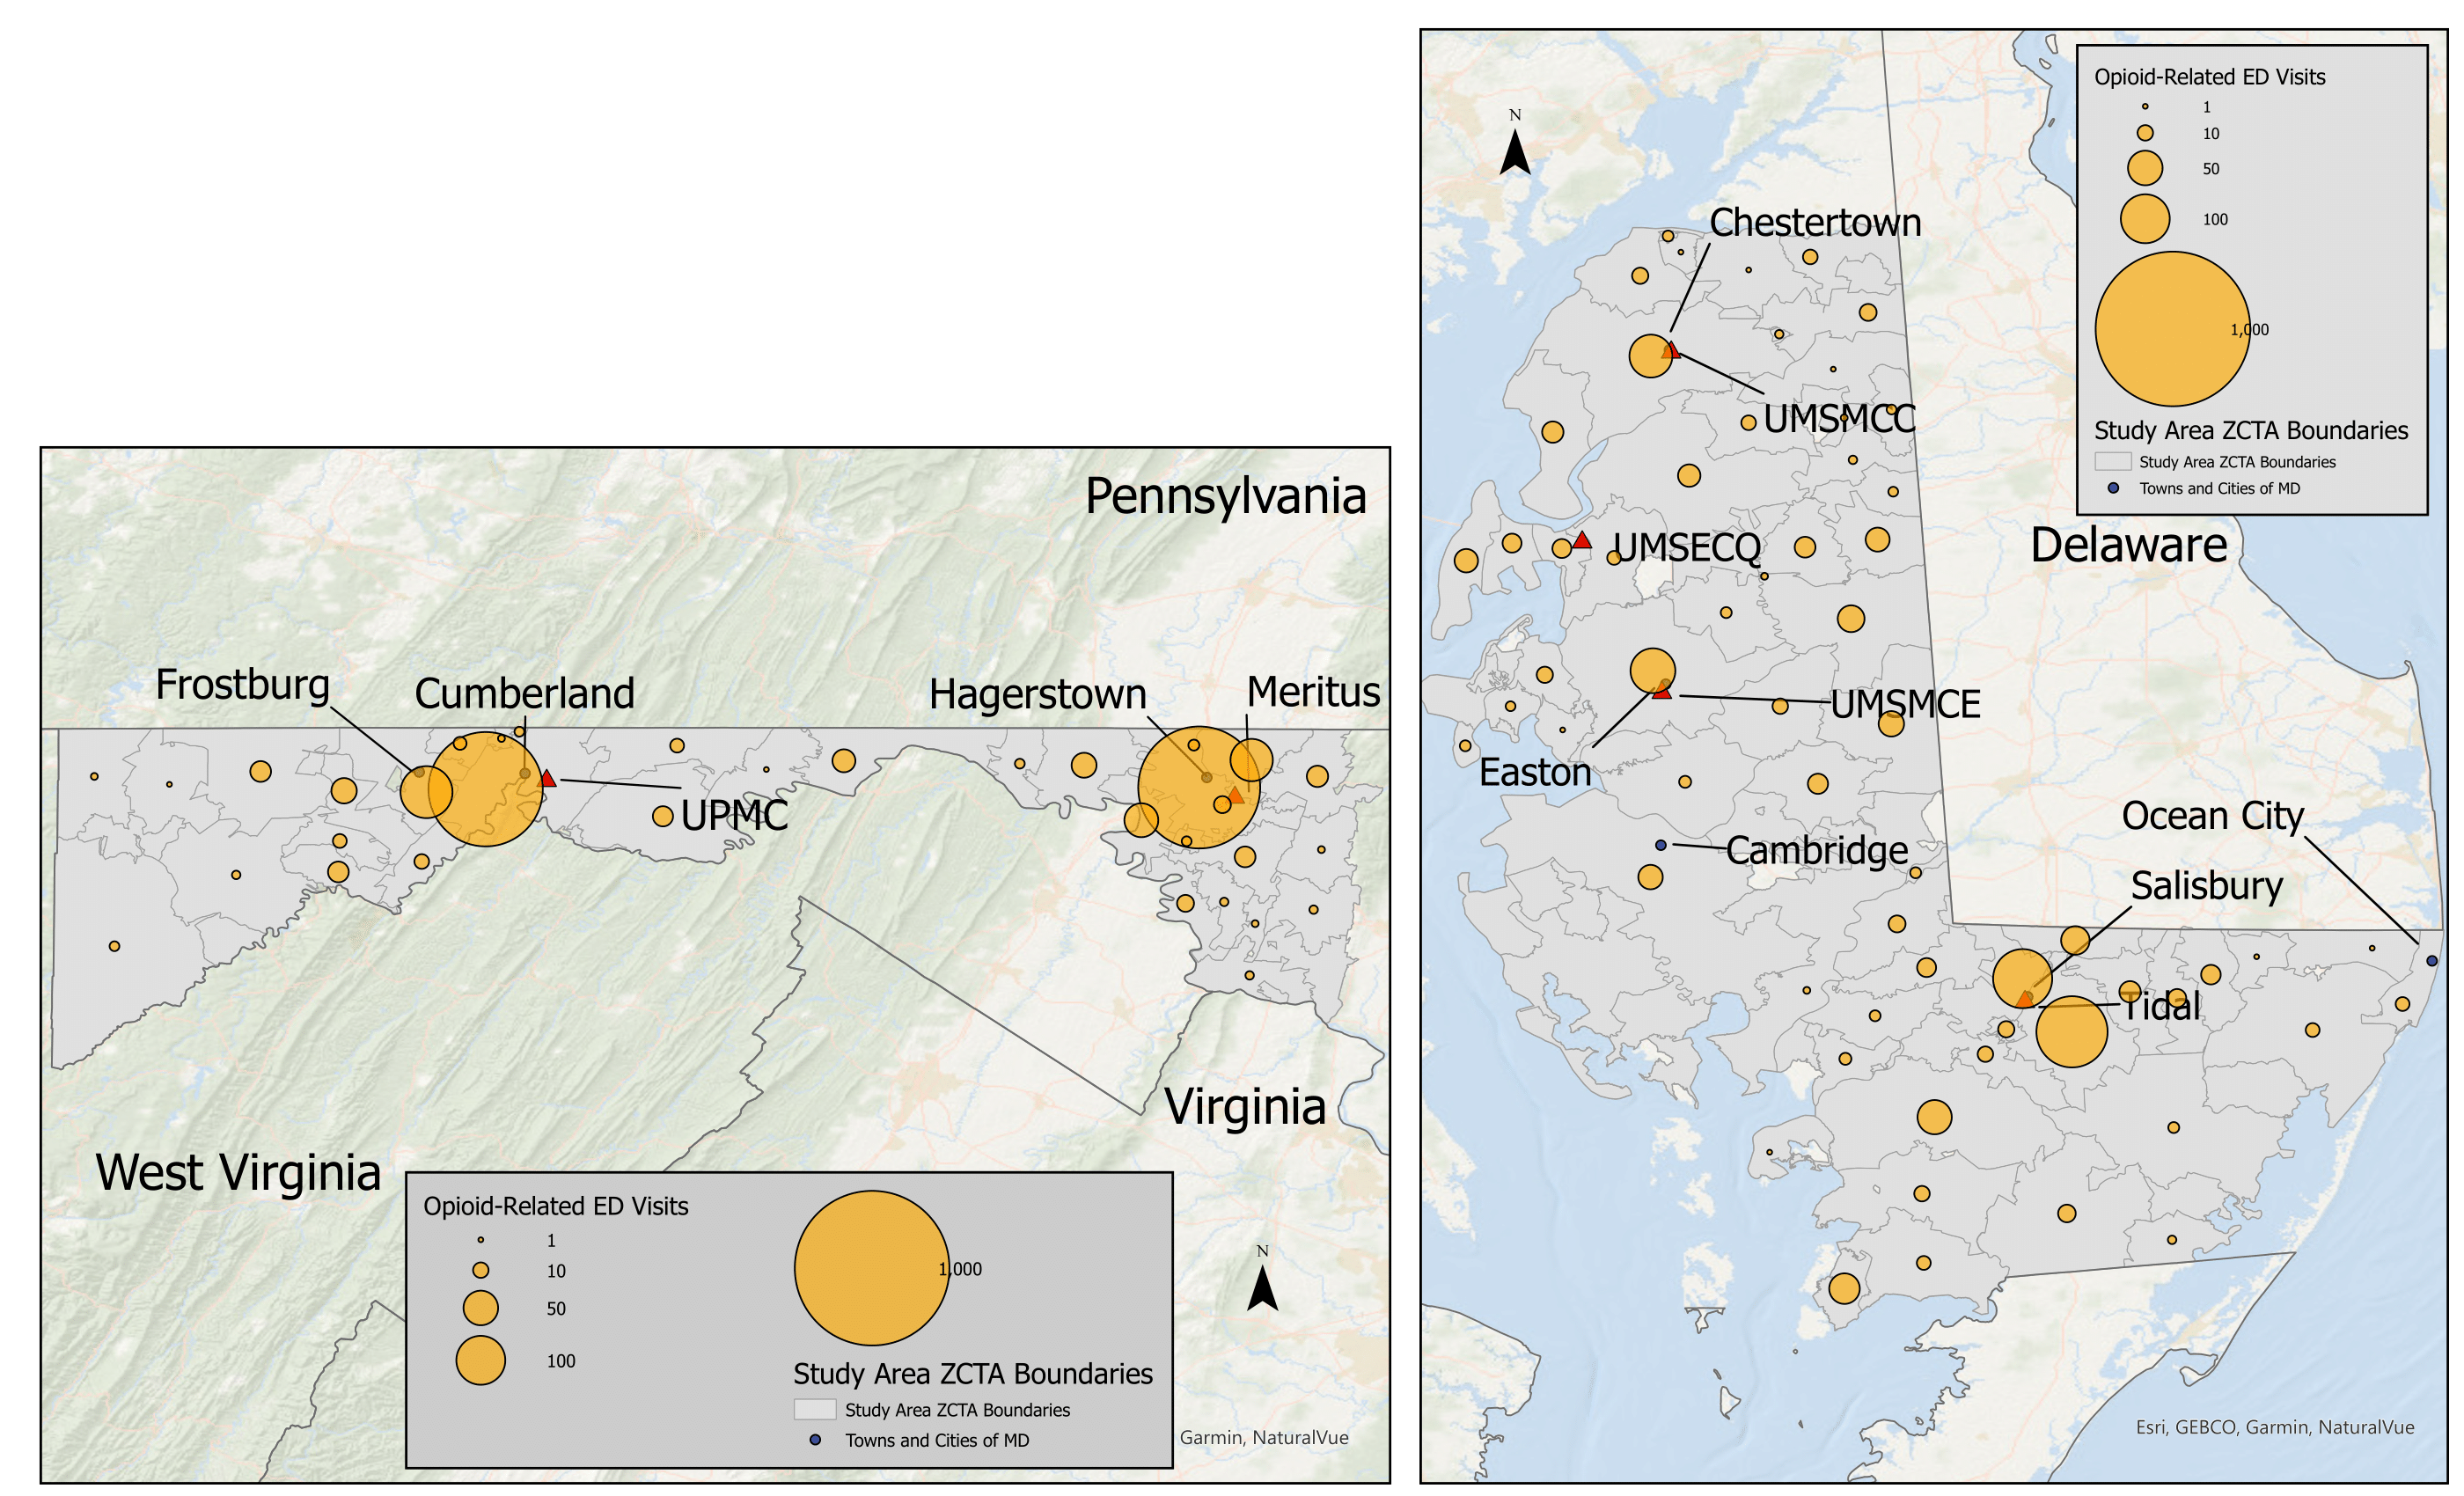 Pennsylvania
Frostburg
Cumberland
Hagerstown
Meritus
UPMC
Virginia
West Virginia
Opioid-Related ED Visits
1
10
50
100
1,000
Study Area ZCTA Boundaries
Study Area ZCTA Boundaries
Towns and Cities of MD
N
Garmin, NaturalVue
N
Opioid-Related ED Visits
1
10
50
100
1,000
Study Area ZCTA Boundaries
Study Area ZCTA Boundaries
Towns and Cities of MD
Chestertown
UMSMCC
UMSECQ
Delaware
UMSMCE
Easton
Cambridge
Ocean City
Salisbury
Tidal
Esri, GEBCO, Garmin, NaturalVue